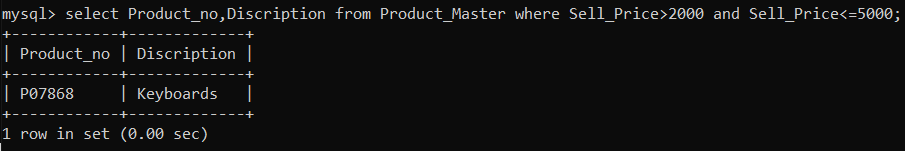 mysql> select Product_no,Discription from Product_Master where Sell_Price>2000 and Sell_Price<=5000;
+------------+-------------+
| Product_no | Discription |
+------------+-------------+
| P07868     | Keyboards   |
+------------+-------------+
1 row in set (0.00 sec)